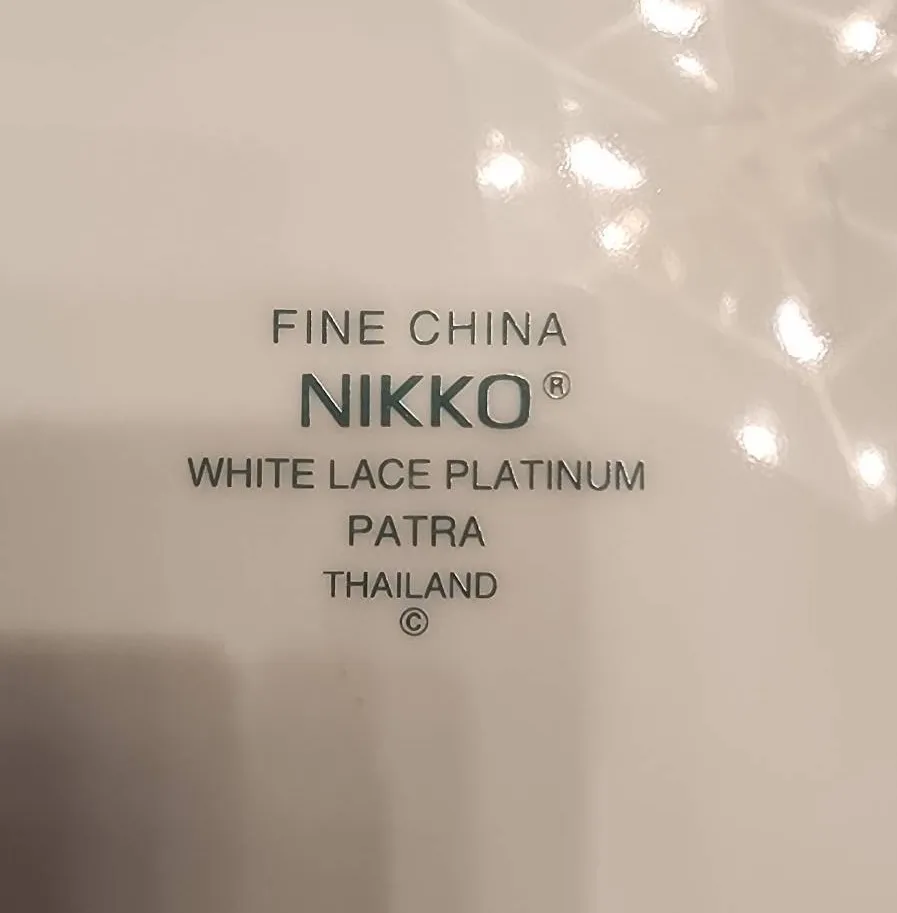 FINE CHINA
NIKKO®
WHITE LACE PLATINUM
PATRA
THAILAND
©